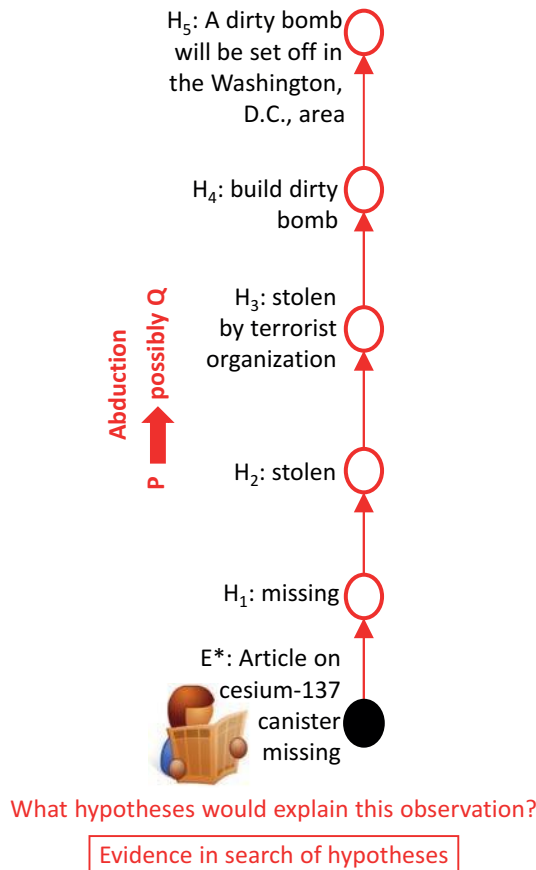 H₅: A dirty bomb
will be set off in
the Washington,
D.C., area
H₄: build dirty
bomb
H₃: stolen
by terrorist
organization
Abduction
P possibly Q
H₂: stolen
H₁: missing
E*: Article on
cesium-137
canister
missing
What hypotheses would explain this observation?
Evidence in search of hypotheses